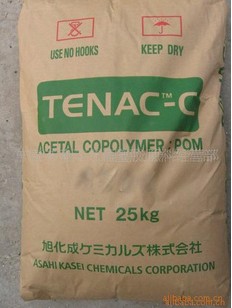 USE NO HOOKS
KEEP DRY
TENAC™-C
ACETAL COPOLYMER : POM
NET 25kg
旭化成ケミカルズ株式会社
ASAHI KASEI CHEMICALS CORPORATION